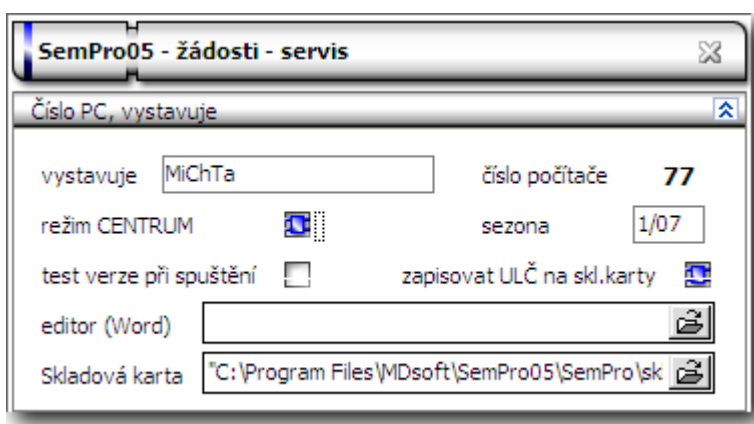 SemPro05 - žádosti - servis
Číslo PC, vystavuje
vystavuje MiChTa číslo počítače 77
režim CENTRUM sezona 1/07
test verze při spuštění zapisovat ULČ na skl.karty
editor (Word)
Skladová karta "C:\Program Files\MDsoft\SemPro05\SemPro\sk